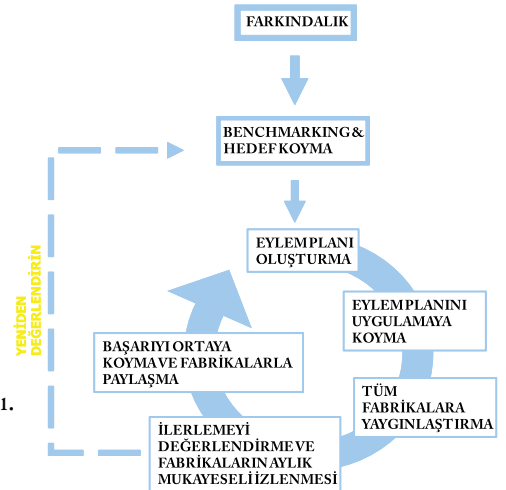 FARKINDALIK
BENCHMARKING &
HEDEF KOYMA
EYLEM PLANI
OLUŞTURMA
EYLEM PLANINI
UYGULAMAYA
KOYMA
TÜM
FABRİKALARA
YAYGINLAŞTIRMA
İLERLEMEYİ
DEĞERLENDİRME VE
FABRİKALARIN AYLIK
MUKAYESELİ İZLENMESİ
BAŞARIYI ORTAYA
KOYMA VE FABRİKALARLA
PAYLAŞMA
YENİDEN
DEĞERLENDİRİN
1.